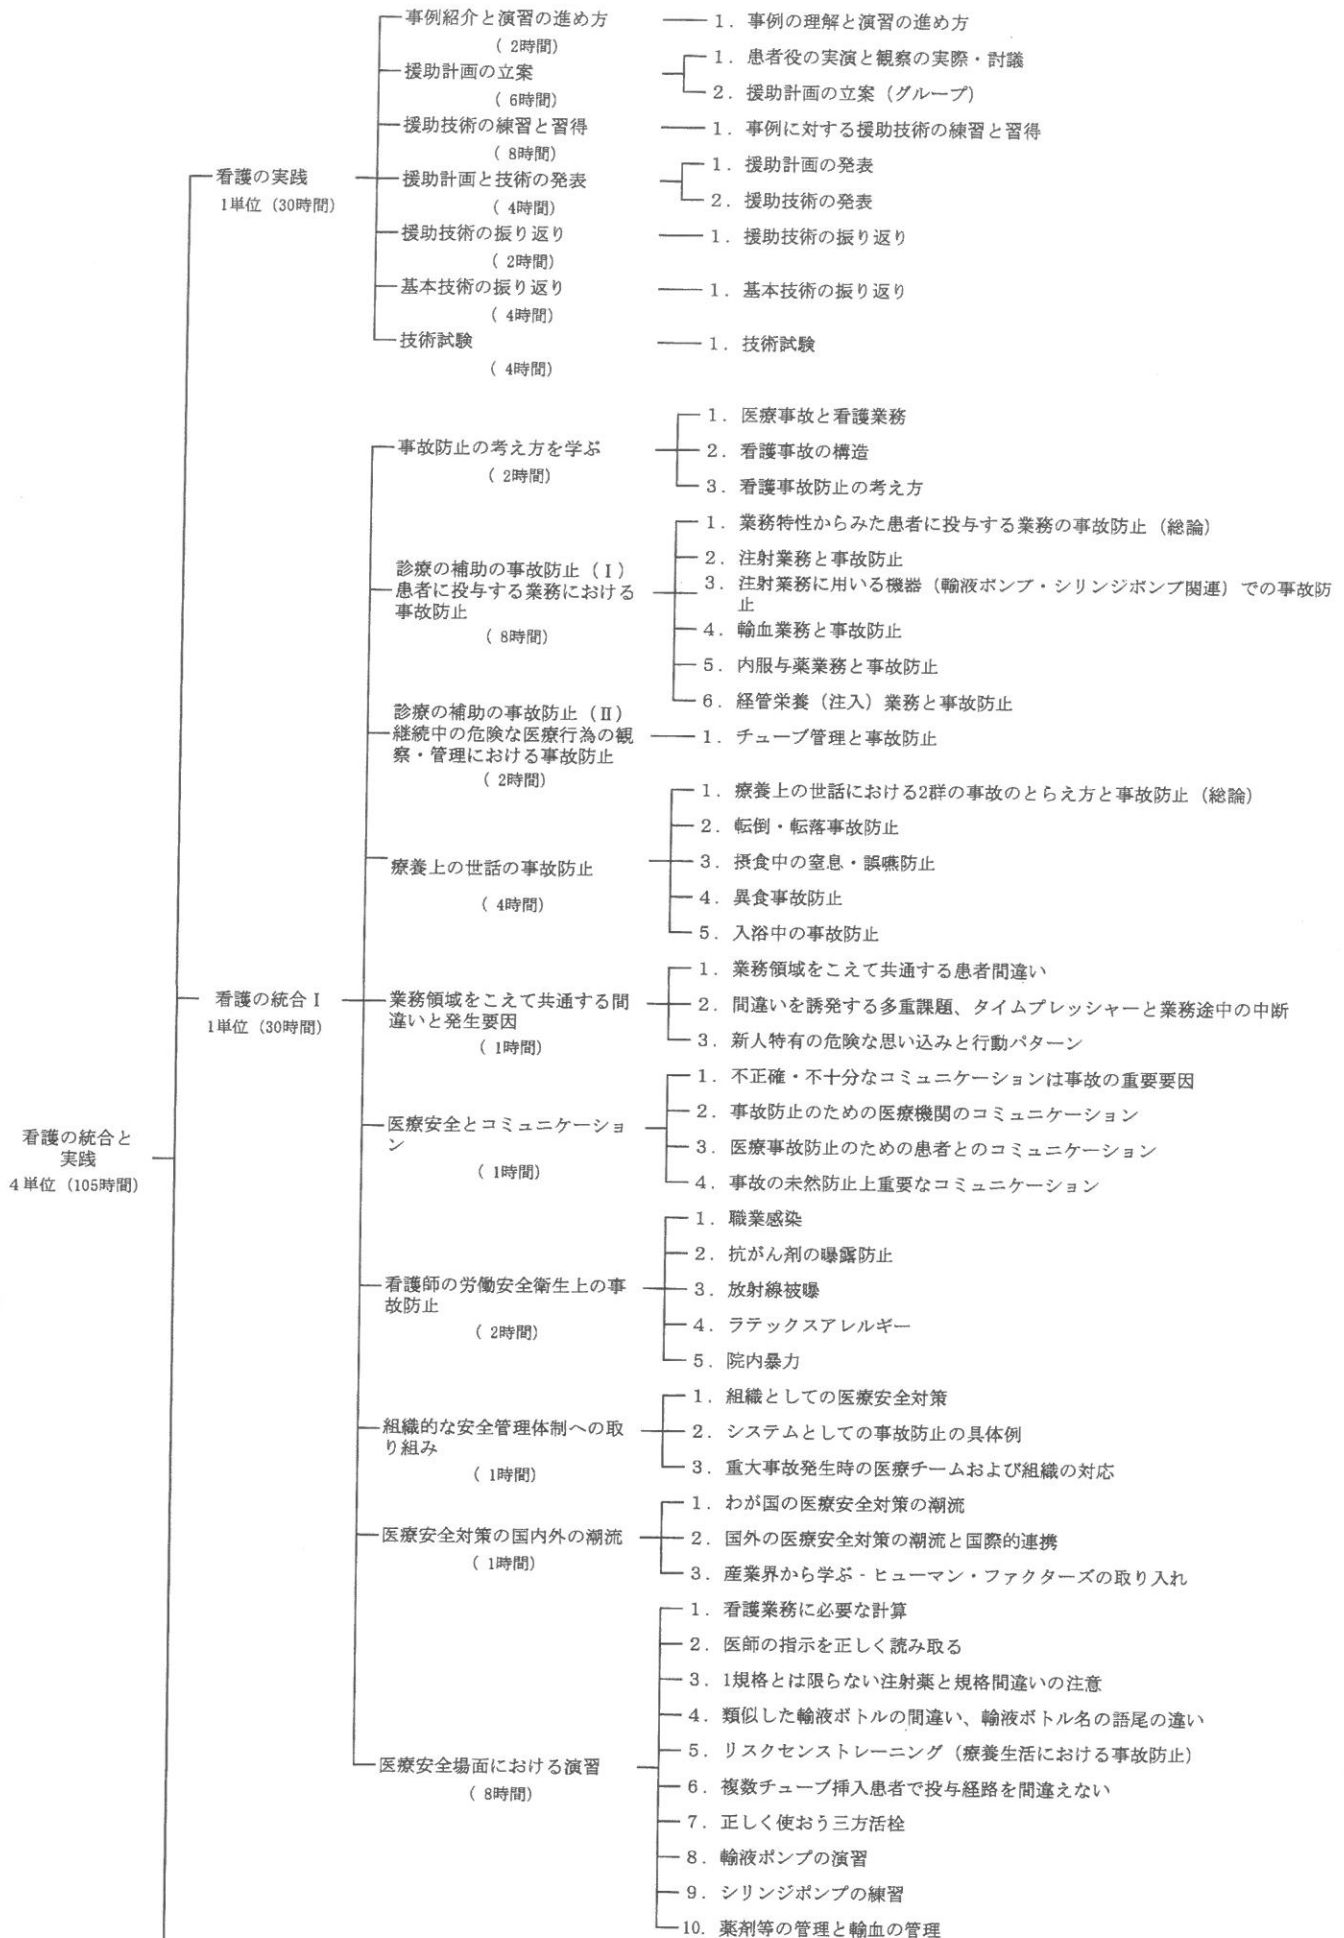 看護の統合と
実践
4単位（105時間）
看護の実践
1単位（30時間）
事例紹介と演習の進め方
（ 2時間）
1．事例の理解と演習の進め方
援助計画の立案
（ 6時間）
1．患者役の実演と観察の実際・討議
2．援助計画の立案（グループ）
援助技術の練習と習得
（ 8時間）
1．事例に対する援助技術の練習と習得
援助計画と技術の発表
（ 4時間）
1．援助計画の発表
2．援助技術の発表
援助技術の振り返り
（ 2時間）
1．援助技術の振り返り
基本技術の振り返り
（ 4時間）
1．基本技術の振り返り
技術試験
（ 4時間）
1．技術試験
看護の統合Ⅰ
1単位（30時間）
事故防止の考え方を学ぶ
（ 2時間）
1．医療事故と看護業務
2．看護事故の構造
3．看護事故防止の考え方
診療の補助の事故防止（Ⅰ）
患者に投与する業務における
事故防止
（ 8時間）
1．業務特性からみた患者に投与する業務の事故防止（総論）
2．注射業務と事故防止
3．注射業務に用いる機器（輸液ポンプ・シリンジポンプ関連）での事故防
止
4．輸血業務と事故防止
5．内服与薬業務と事故防止
6．経管栄養（注入）業務と事故防止
診療の補助の事故防止（Ⅱ）
継続中の危険な医療行為の観
察・管理における事故防止
（ 2時間）
1．チューブ管理と事故防止
療養上の世話の事故防止
（ 4時間）
1．療養上の世話における2群の事故のとらえ方と事故防止（総論）
2．転倒・転落事故防止
3．摂食中の窒息・誤嚥防止
4．異食事故防止
5．入浴中の事故防止
業務領域をこえて共通する間
違いと発生要因
（ 1時間）
1．業務領域をこえて共通する患者間違い
2．間違いを誘発する多重課題、タイムプレッシャーと業務途中の中断
3．新人特有の危険な思い込みと行動パターン
医療安全とコミュニケーショ
ン
（ 1時間）
1．不正確・不十分なコミュニケーションは事故の重要要因
2．事故防止のための医療機関のコミュニケーション
3．医療事故防止のための患者とのコミュニケーション
4．事故の未然防止上重要なコミュニケーション
看護師の労働安全衛生上の事
故防止
（ 2時間）
1．職業感染
2．抗がん剤の曝露防止
3．放射線被曝
4．ラテックスアレルギー
5．院内暴力
組織的な安全管理体制への取
り組み
（ 1時間）
1．組織としての医療安全対策
2．システムとしての事故防止の具体例
3．重大事故発生時の医療チームおよび組織の対応
医療安全対策の国内外の潮流
（ 1時間）
1．わが国の医療安全対策の潮流
2．国外の医療安全対策の潮流と国際的連携
3．産業界から学ぶ - ヒューマン・ファクターズの取り入れ
医療安全場面における演習
（ 8時間）
1．看護業務に必要な計算
2．医師の指示を正しく読み取る
3．1規格とは限らない注射薬と規格間違いの注意
4．類似した輸液ボトルの間違い、輸液ボトル名の語尾の違い
5．リスクセンストレーニング（療養生活における事故防止）
6．複数チューブ挿入患者で投与経路を間違えない
7．正しく使おう三方活栓
8．輸液ポンプの演習
9．シリンジポンプの練習
10．薬剤等の管理と輸血の管理